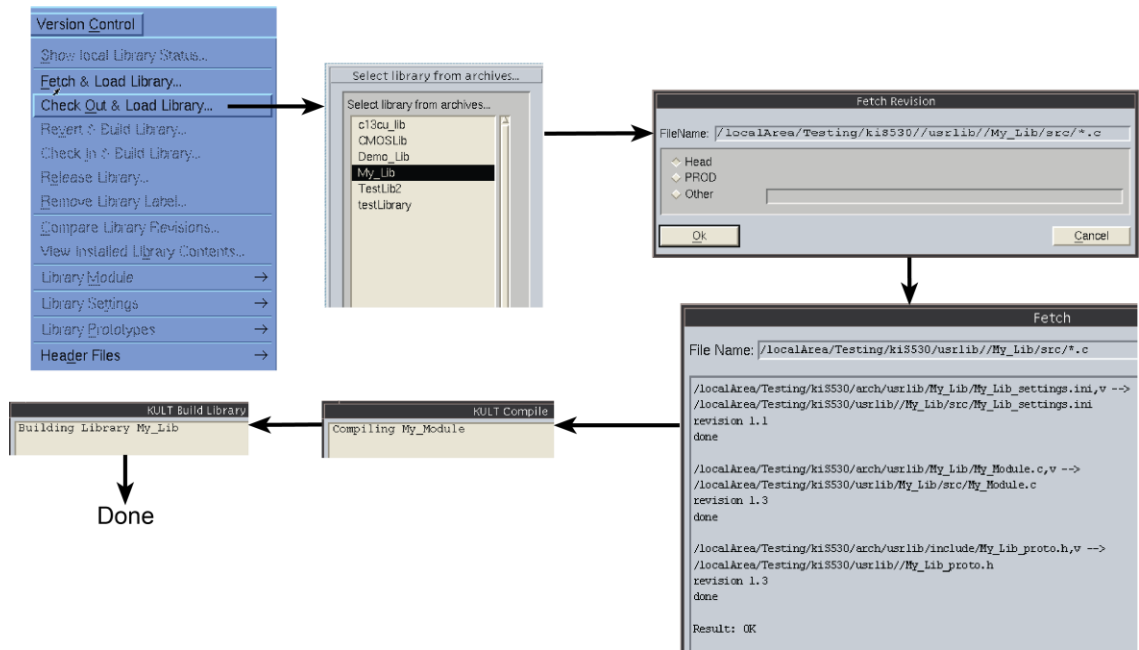 Version Control
Show local Library Status...
Fetch & Load Library...
Check Out & Load Library...
Revert & Build Library...
Check In & Build Library...
Release Library...
Remove Library Label...
Compare Library Revisions...
View Installed Library Contents...
Library Module →
Library Settings →
Library Prototypes →
Header Files →
Select library from archives...
Select library from archives...
c13cu_lib
CMOSLib
Demo_Lib
My_Lib
TestLib2
testLibrary
Fetch Revision
FileName: /localArea/Testing/kiS530//usrlib//My_Lib/src/*.c
Head
PROD
Other
Ok
Cancel
Fetch
File Name: /localArea/Testing/kiS530/usrlib//My_Lib/src/*.c
/localArea/Testing/kiS530/arch/usrlib/My_Lib/My_Lib_settings.ini,v -->
/localArea/Testing/kiS530/usrlib//My_Lib/src/My_Lib_settings.ini
revision 1.1
done
/localArea/Testing/kiS530/arch/usrlib/My_Lib/My_Module.c,v -->
/localArea/Testing/kiS530/usrlib/My_Lib/src/My_Module.c
revision 1.3
done
/localArea/Testing/kiS530/arch/usrlib/include/My_Lib_proto.h,v -->
/localArea/Testing/kiS530/usrlib//My_Lib_proto.h
revision 1.3
done
Result: OK
KULT Compile
Compiling My_Module
KULT Build Library
Building Library My_Lib
Done